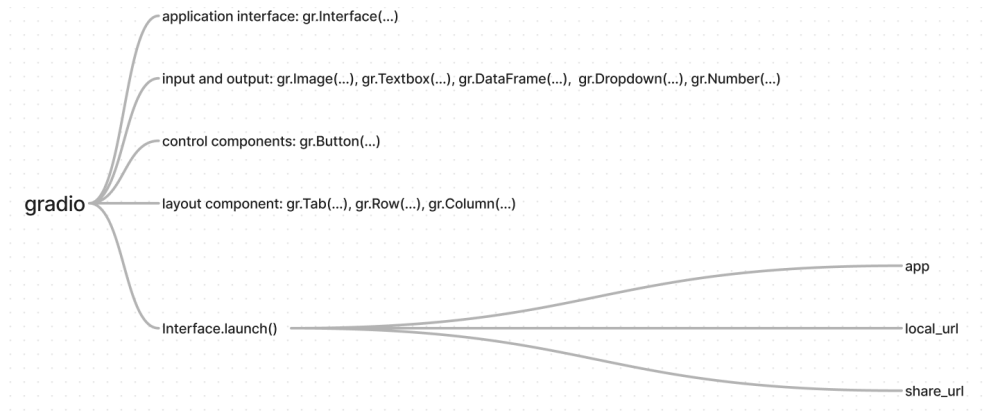 application interface: gr.Interface(...)
input and output: gr.Image(...), gr.Textbox(...), gr.DataFrame(...), gr.Dropdown(...), gr.Number(...)
control components: gr.Button(...)
gradio
layout component: gr.Tab(...), gr.Row(...), gr.Column(...)
Interface.launch()
app
local_url
share_url